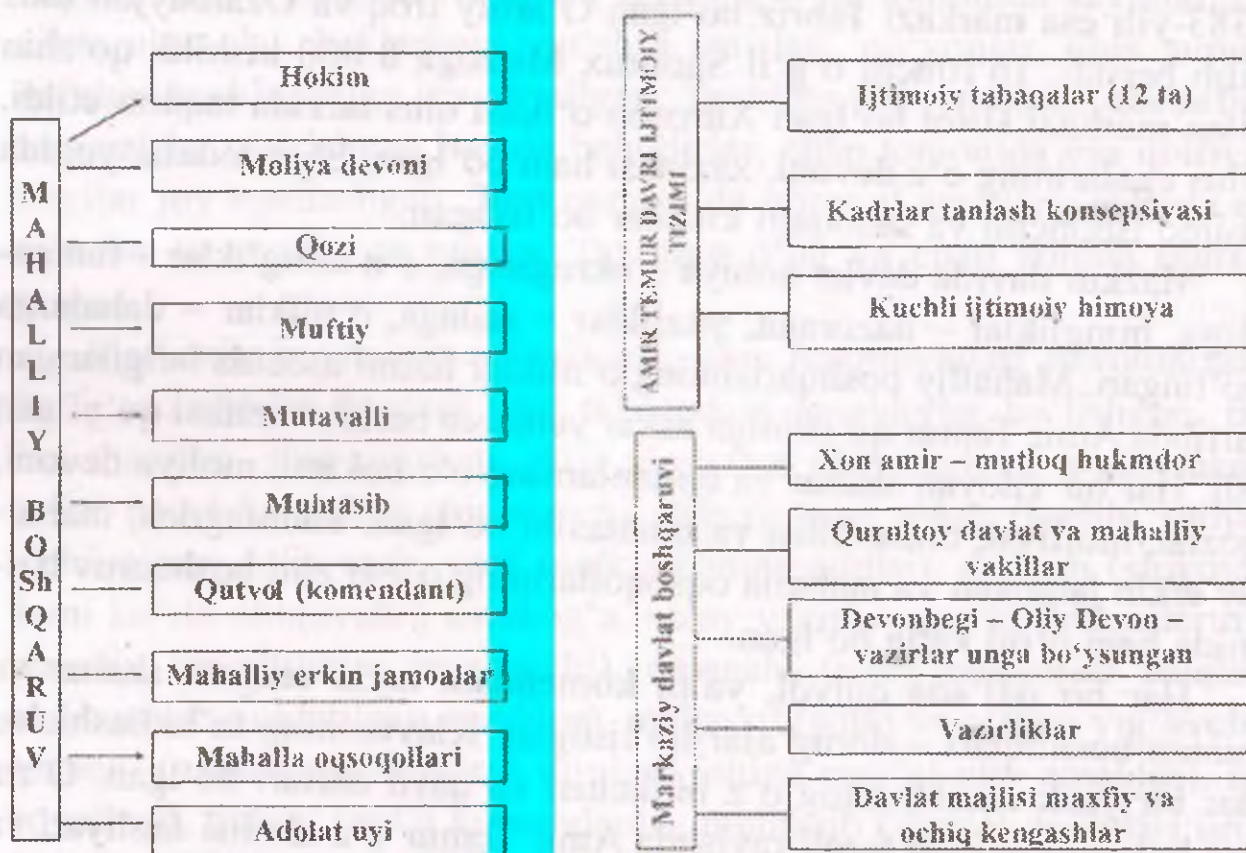 MAHALLIY BOShQARUV
Hokim
Moliya devoni
Qozi
Muftiy
Mutavalli
Muhtasib
Qutvol (komendant)
Mahalliy erkin jamoalar
Mahalla oqsoqollari
Adolat uyi
AMIR TEMUR DAVRI IJTIMOIY
TIZIMI
Ijtimoiy tabaqalar (12 ta)
Kadrlar tanlash konsepsiyasi
Kuchli ijtimoiy himoya
Markaziy davlat boshqaruvi
Xon amir – mutloq hukmdor
Qurultoy davlat va mahalliy
vakillar
Devonbegi – Oliy Devon –
vazirlar unga bo‘ysungan
Vazirliklar
Davlat majlisi maxfiy va
ochiq kengashlar